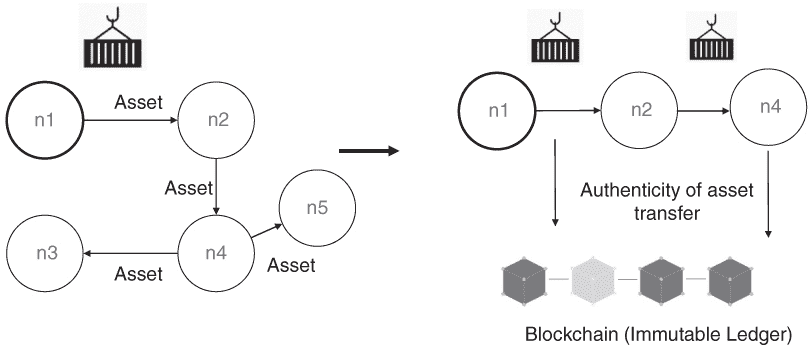 n1
Asset
n2
Asset
n3
Asset
n4
Asset
n5
n1
n2
n4
Authenticity of asset
transfer
Blockchain (Immutable Ledger)